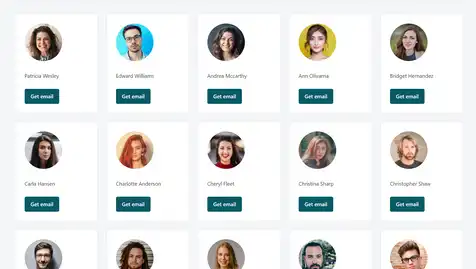 Patricia Wesley
Edward Williams
Andrea Mccarthy
Ann Olivama
Bridget Hernandez
Get email
Get email
Get email
Get email
Get email
Carla Hansen
Charlotte Anderson
Cheryl Fleet
Christina Sharp
Christopher Shaw
Get email
Get email
Get email
Get email
Get email